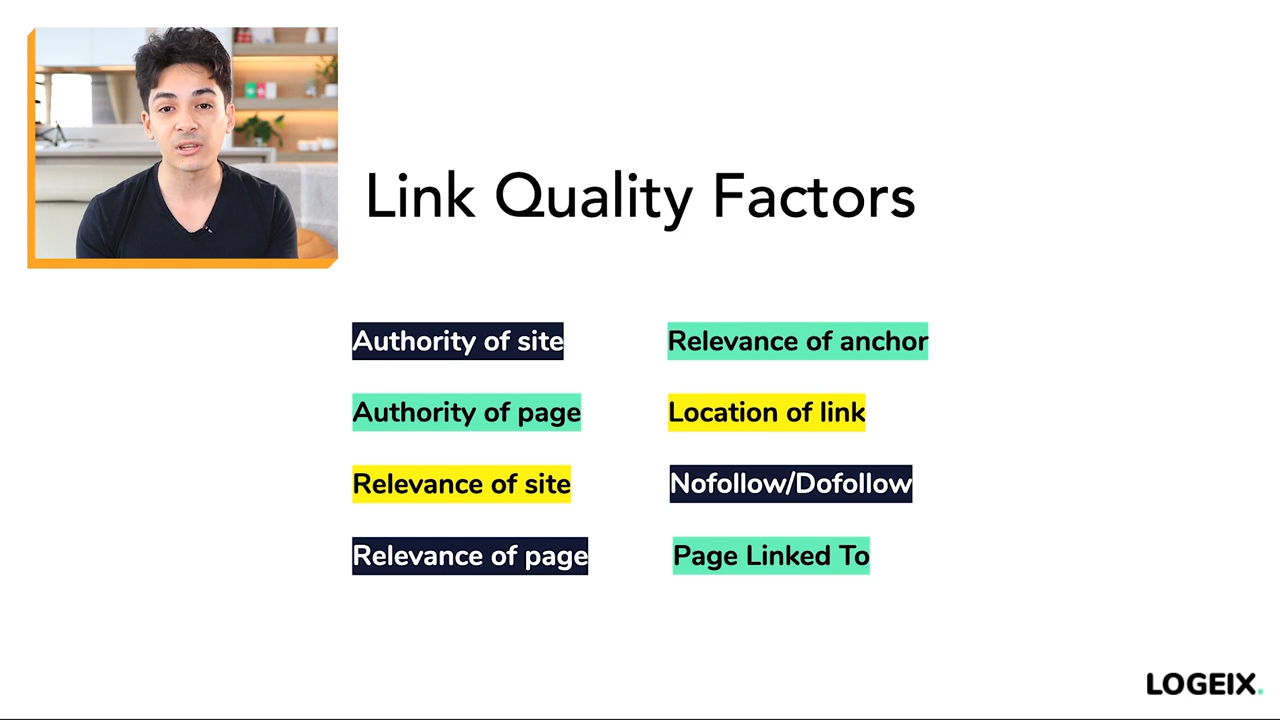 Link Quality Factors
Authority of site
Authority of page
Relevance of site
Relevance of page
Relevance of anchor
Location of link
Nofollow/Dofollow
Page Linked To
LOGEIX.